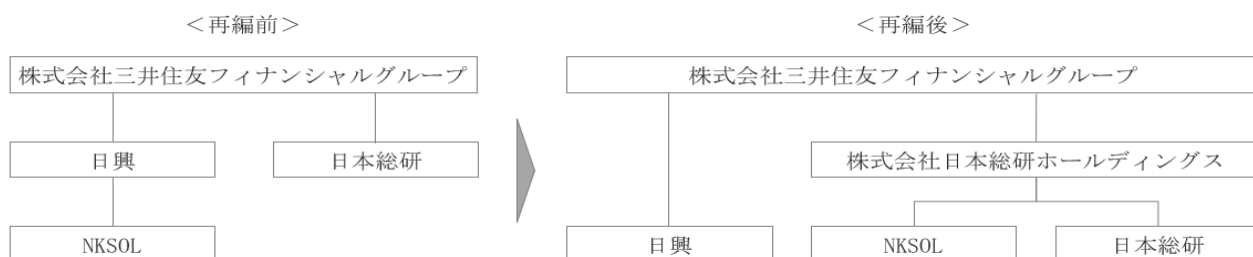 ＜再編前＞
株式会社三井住友フィナンシャルグループ
日興
日本総研
NKSOL
＜再編後＞
株式会社三井住友フィナンシャルグループ
株式会社日本総研ホールディングス
日興
NKSOL
日本総研